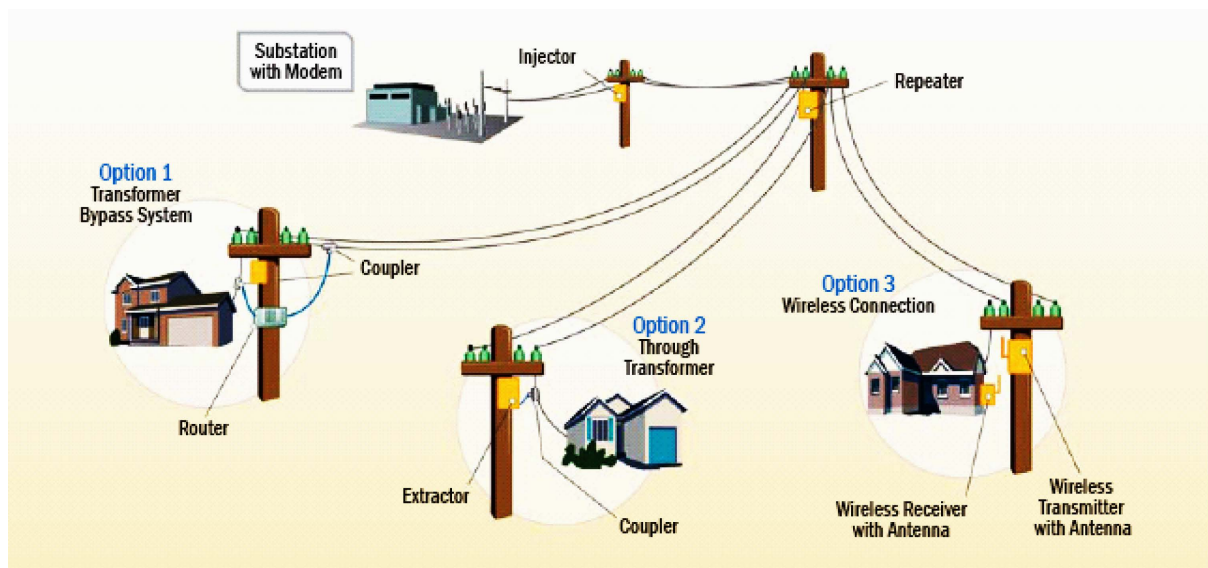 Substation
with Modem
Injector
Repeater
Option 1
Transformer
Bypass System
Coupler
Router
Option 2
Through
Transformer
Extractor
Coupler
Option 3
Wireless Connection
Wireless Receiver
with Antenna
Wireless
Transmitter
with Antenna